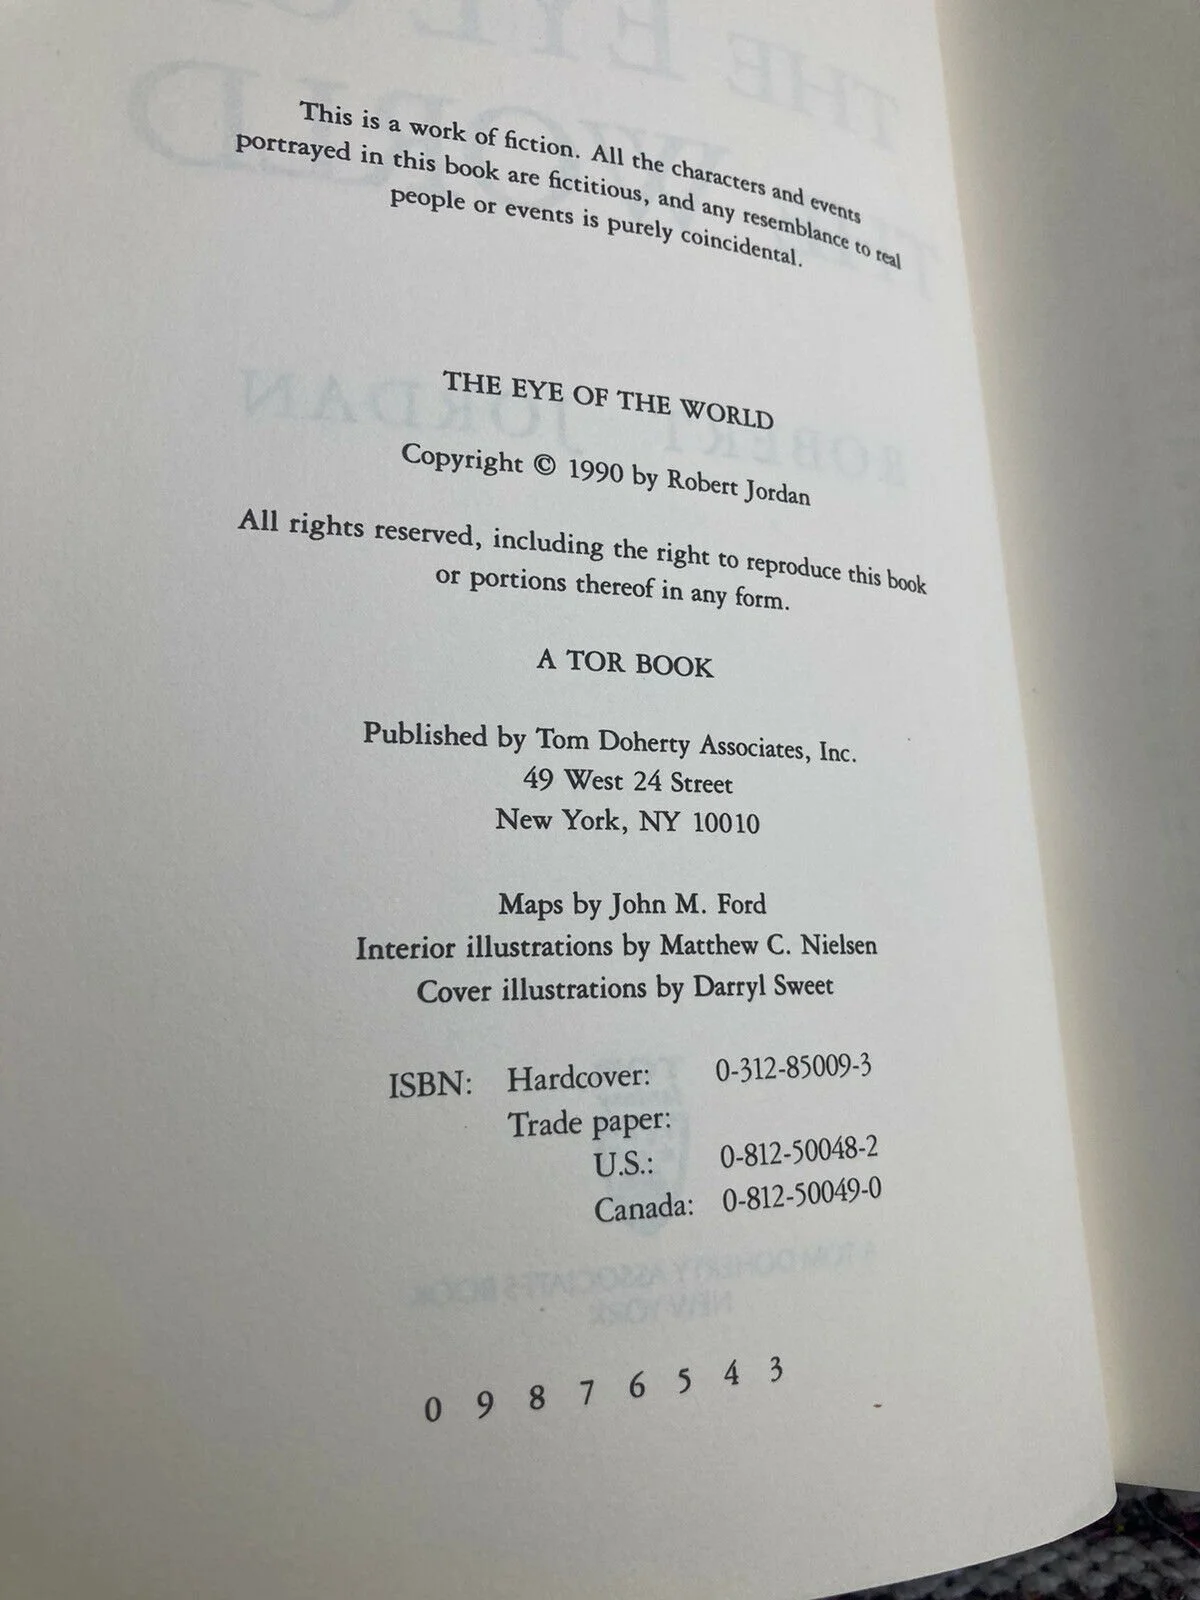 This is a work of fiction. All the characters and events
portrayed in this book are fictitious, and any resemblance to real
people or events is purely coincidental.
THE EYE OF THE WORLD
Copyright © 1990 by Robert Jordan
All rights reserved, including the right to reproduce this book
or portions thereof in any form.
A TOR BOOK
Published by Tom Doherty Associates, Inc.
49 West 24 Street
New York, NY 10010
Maps by John M. Ford
Interior illustrations by Matthew C. Nielsen
Cover illustrations by Darryl Sweet
ISBN: Hardcover: 0-312-85009-3
Trade paper:
U.S.: 0-812-50048-2
Canada: 0-812-50049-0
0 9 8 7 6 5 4 3